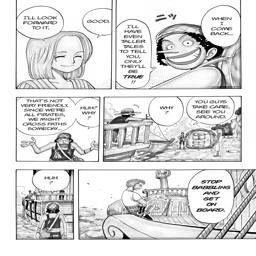 WHEN
I
COME
BACK...
I'LL
HAVE
EVEN
TALLER
TALES
TO TELL
YOU,
ONLY
THEY'LL
BE
TRUE
!!
GOOD.
I'LL
LOOK
FORWARD
TO IT.
YOU GUYS
TAKE CARE.
SEE YOU
AROUND.
WHY
?
HUH?
WHY
?
THAT'S NOT
VERY FRIENDLY.
SINCE WE'RE
ALL PIRATES,
WE MIGHT
CROSS PATHS
SOMEDAY.
STOP
BABBLING
AND
GET
ON
BOARD.
HUH
?